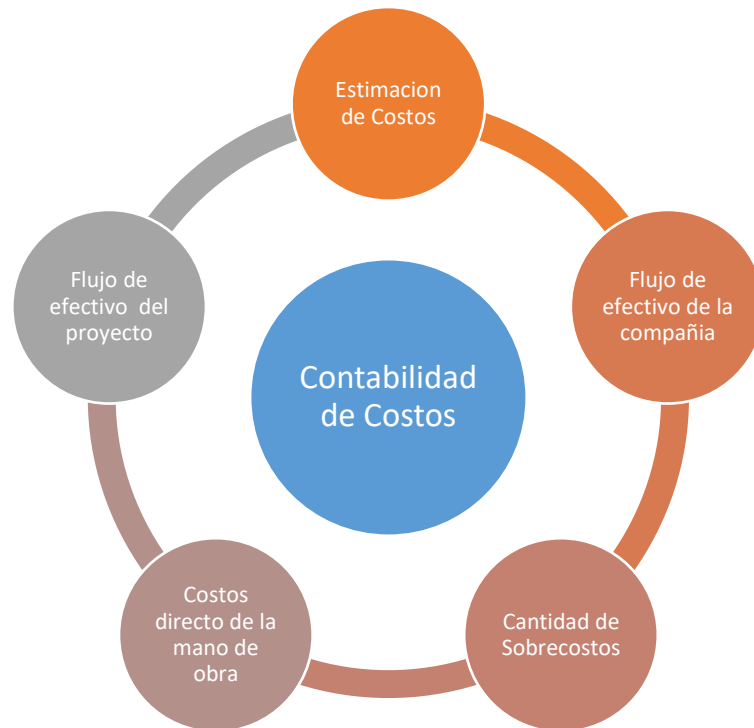 Estimacion
de Costos
Flujo de
efectivo de la
compañia
Cantidad de
Sobrecostos
Costos
directo de la
mano de
obra
Flujo de
efectivo del
proyecto
Contabilidad
de Costos